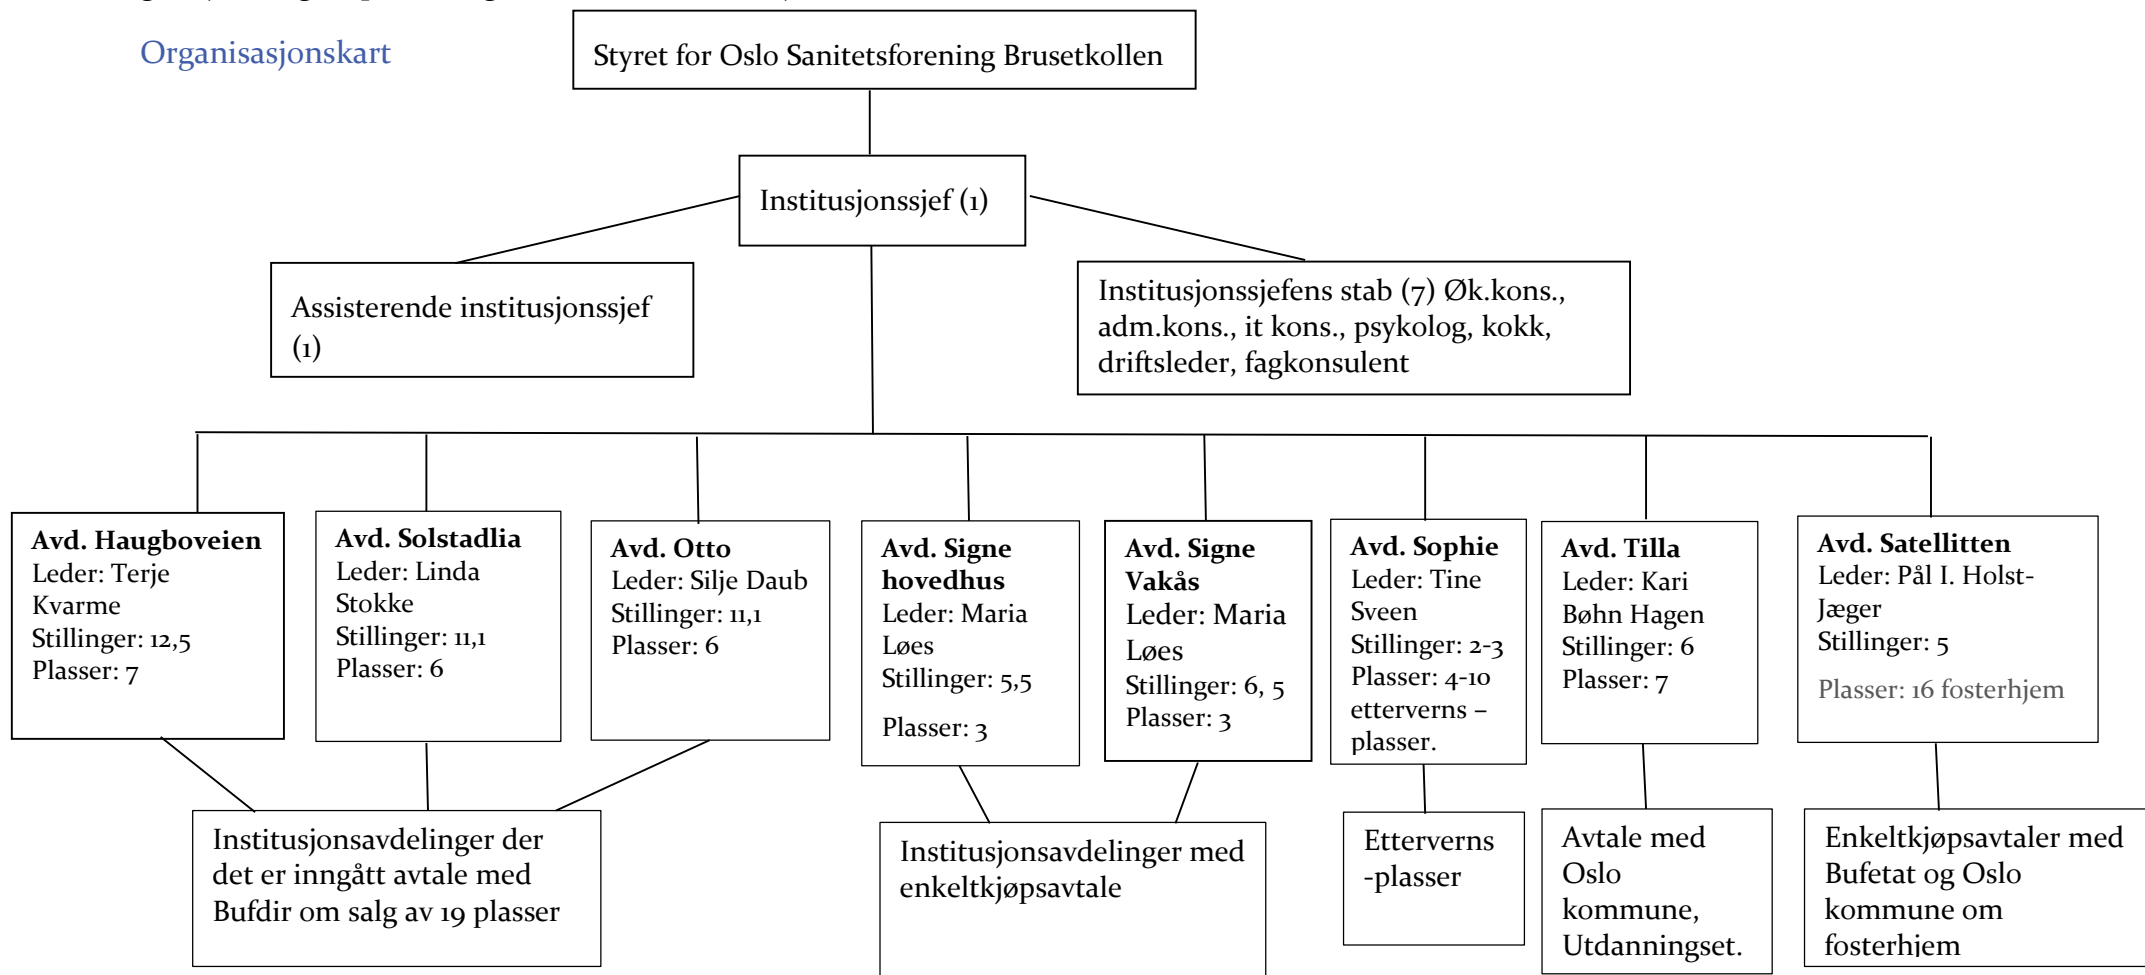 Organisasjonskart
Styret for Oslo Sanitetsforening Brusetkollen
Institusjonssjef (1)
Assisterende institusjonssjef
(1)
Institusjonssjefens stab (7) Øk.kons.,
adm.kons., it kons., psykolog, kokk,
driftsleder, fagkonsulent
Avd. Haugboveien
Leder: Terje
Kvarme
Stillinger: 12,5
Plasser: 7
Avd. Solstadlia
Leder: Linda
Stokke
Stillinger: 11,1
Plasser: 6
Avd. Otto
Leder: Silje Daub
Stillinger: 11,1
Plasser: 6
Avd. Signe
hovedhus
Leder: Maria
Løes
Stillinger: 5,5
Plasser: 3
Avd. Signe
Vakås
Leder: Maria
Løes
Stillinger: 6, 5
Plasser: 3
Avd. Sophie
Leder: Tine
Sveen
Stillinger: 2-3
Plasser: 4-10
etterverns –
plasser.
Avd. Tilla
Leder: Kari
Bøhn Hagen
Stillinger: 6
Plasser: 7
Avd. Satellitten
Leder: Pål I. Holst-
Jæger
Stillinger: 5
Plasser: 16 fosterhjem
Institusjonsavdelinger der
det er inngått avtale med
Bufdir om salg av 19 plasser
Institusjonsavdelinger med
enkeltkjøpsavtale
Etterverns
-plasser
Avtale med
Oslo
kommune,
Utdanningset.
Enkeltkjøpsavtaler med
Bufetat og Oslo
kommune om
fosterhjem